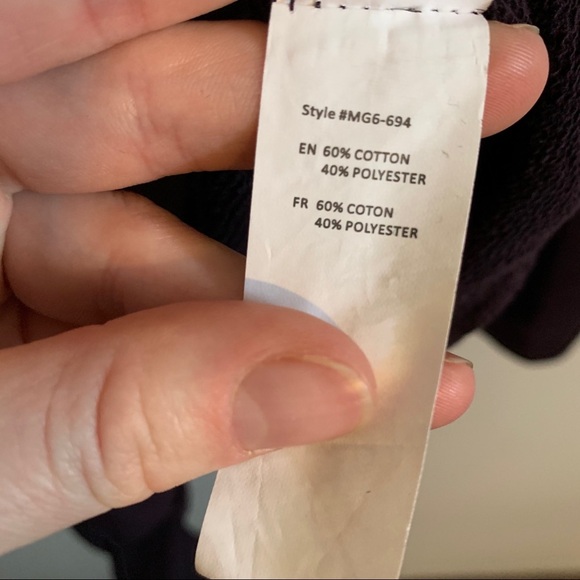 Style #MG6-694
EN 60% COTTON
40% POLYESTER
FR 60% COTON
40% POLYESTER